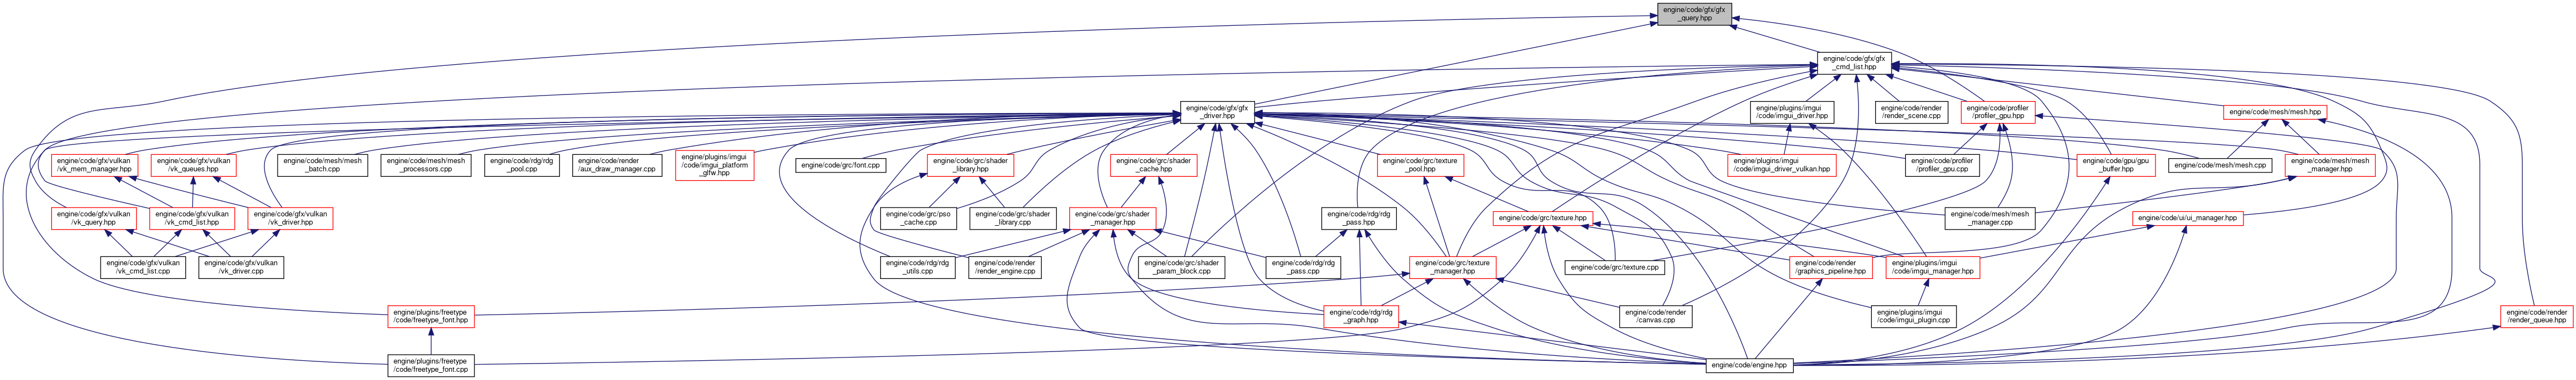 engine/code/gfx/gfx
_query.hpp
engine/code/gfx/gfx
_cmd_list.hpp
engine/code/gfx/gfx
_driver.hpp
engine/plugins/imgui
/code/imgui_driver.hpp
engine/code/render
/render_scene.cpp
engine/code/profiler
/profiler_gpu.hpp
engine/code/mesh/mesh.hpp
engine/code/gfx/vulkan
/vk_mem_manager.hpp
engine/code/gfx/vulkan
/vk_queues.hpp
engine/code/mesh/mesh
_batch.cpp
engine/code/mesh/mesh
_processors.cpp
engine/code/rdg/rdg
_pool.cpp
engine/code/render
/aux_draw_manager.cpp
engine/plugins/imgui
/code/imgui_platform
_glfw.hpp
engine/code/grc/font.cpp
engine/code/grc/shader
_library.hpp
engine/code/grc/shader
_cache.hpp
engine/code/grc/texture
_pool.hpp
engine/plugins/imgui
/code/imgui_driver_vulkan.hpp
engine/code/profiler
/profiler_gpu.cpp
engine/code/gpu/gpu
_buffer.hpp
engine/code/mesh/mesh.cpp
engine/code/mesh/mesh
_manager.hpp
engine/code/gfx/vulkan
/vk_query.hpp
engine/code/gfx/vulkan
/vk_cmd_list.hpp
engine/code/gfx/vulkan
/vk_driver.hpp
engine/code/grc/pso
_cache.cpp
engine/code/grc/shader
_library.cpp
engine/code/grc/shader
_manager.hpp
engine/code/rdg/rdg
_pass.hpp
engine/code/grc/texture.hpp
engine/code/mesh/mesh
_manager.cpp
engine/code/ui/ui_manager.hpp
engine/code/gfx/vulkan
/vk_cmd_list.cpp
engine/code/gfx/vulkan
/vk_driver.cpp
engine/code/rdg/rdg
_utils.cpp
engine/code/render
/render_engine.cpp
engine/code/grc/shader
_param_block.cpp
engine/code/rdg/rdg
_pass.cpp
engine/code/grc/texture
_manager.hpp
engine/code/grc/texture.cpp
engine/code/render
/graphics_pipeline.hpp
engine/plugins/imgui
/code/imgui_manager.hpp
engine/plugins/freetype
/code/freetype_font.hpp
engine/code/rdg/rdg
_graph.hpp
engine/code/render
/canvas.cpp
engine/plugins/imgui
/code/imgui_plugin.cpp
engine/code/render
/render_queue.hpp
engine/plugins/freetype
/code/freetype_font.cpp
engine/code/engine.hpp